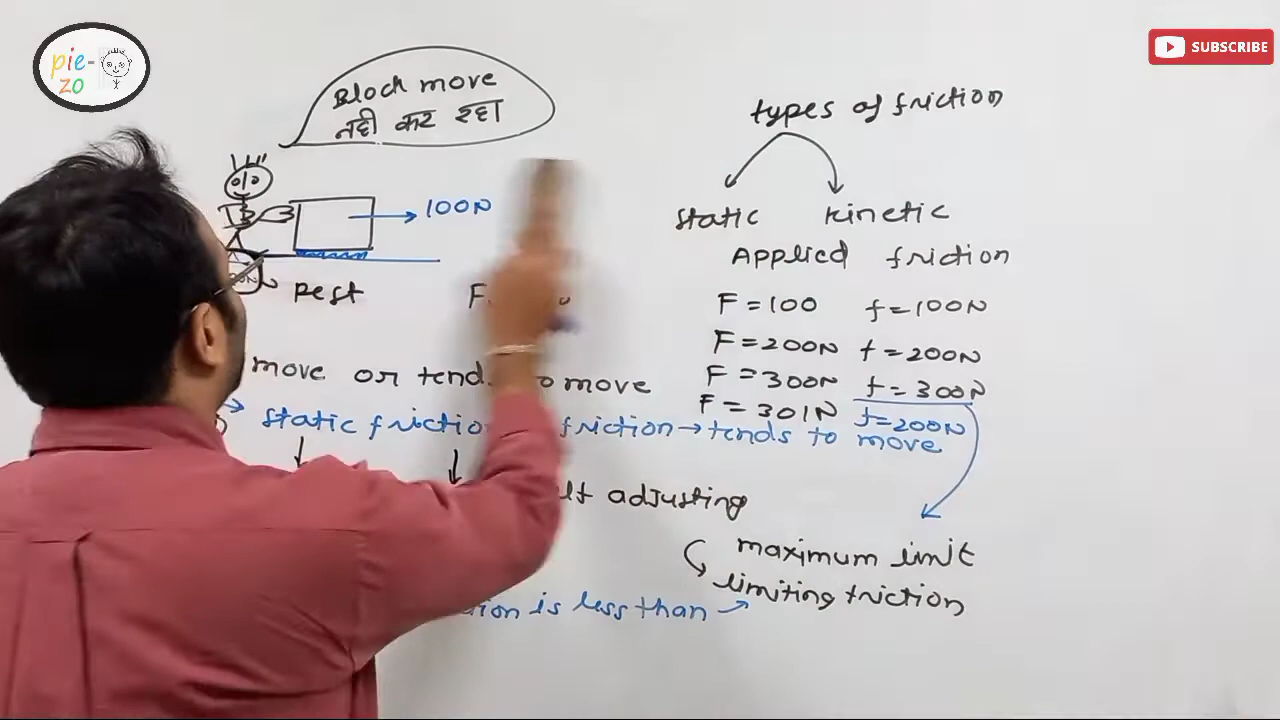 pie-
zo
SUBSCRIBE
Block move
नही कर रहा
100N
Rest
move or tend to move
static friction friction → tends to move
self adjusting
is less than →
types of friction
static kinetic
Applied friction
F = 100 f = 100N
F = 200N f = 200N
F = 300N f = 300N
F = 301N f = 200N
maximum limit
limiting friction